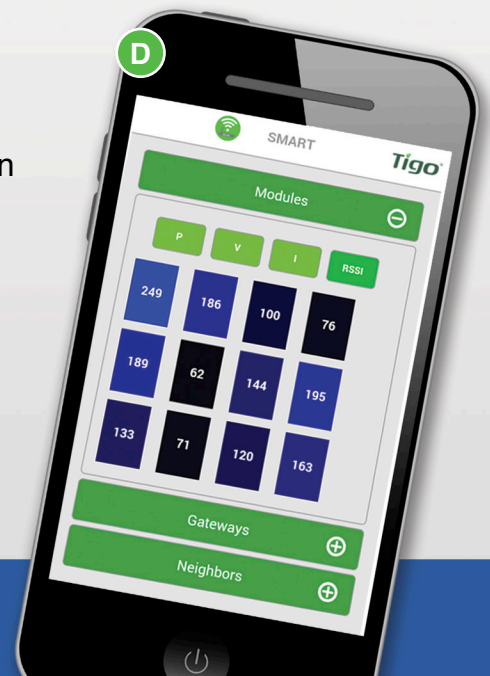 D
n
SMART
Tigo
Modules
P V I RSSI
249 186 100 76
189 62 144 195
133 71 120 163
Gateways
Neighbors